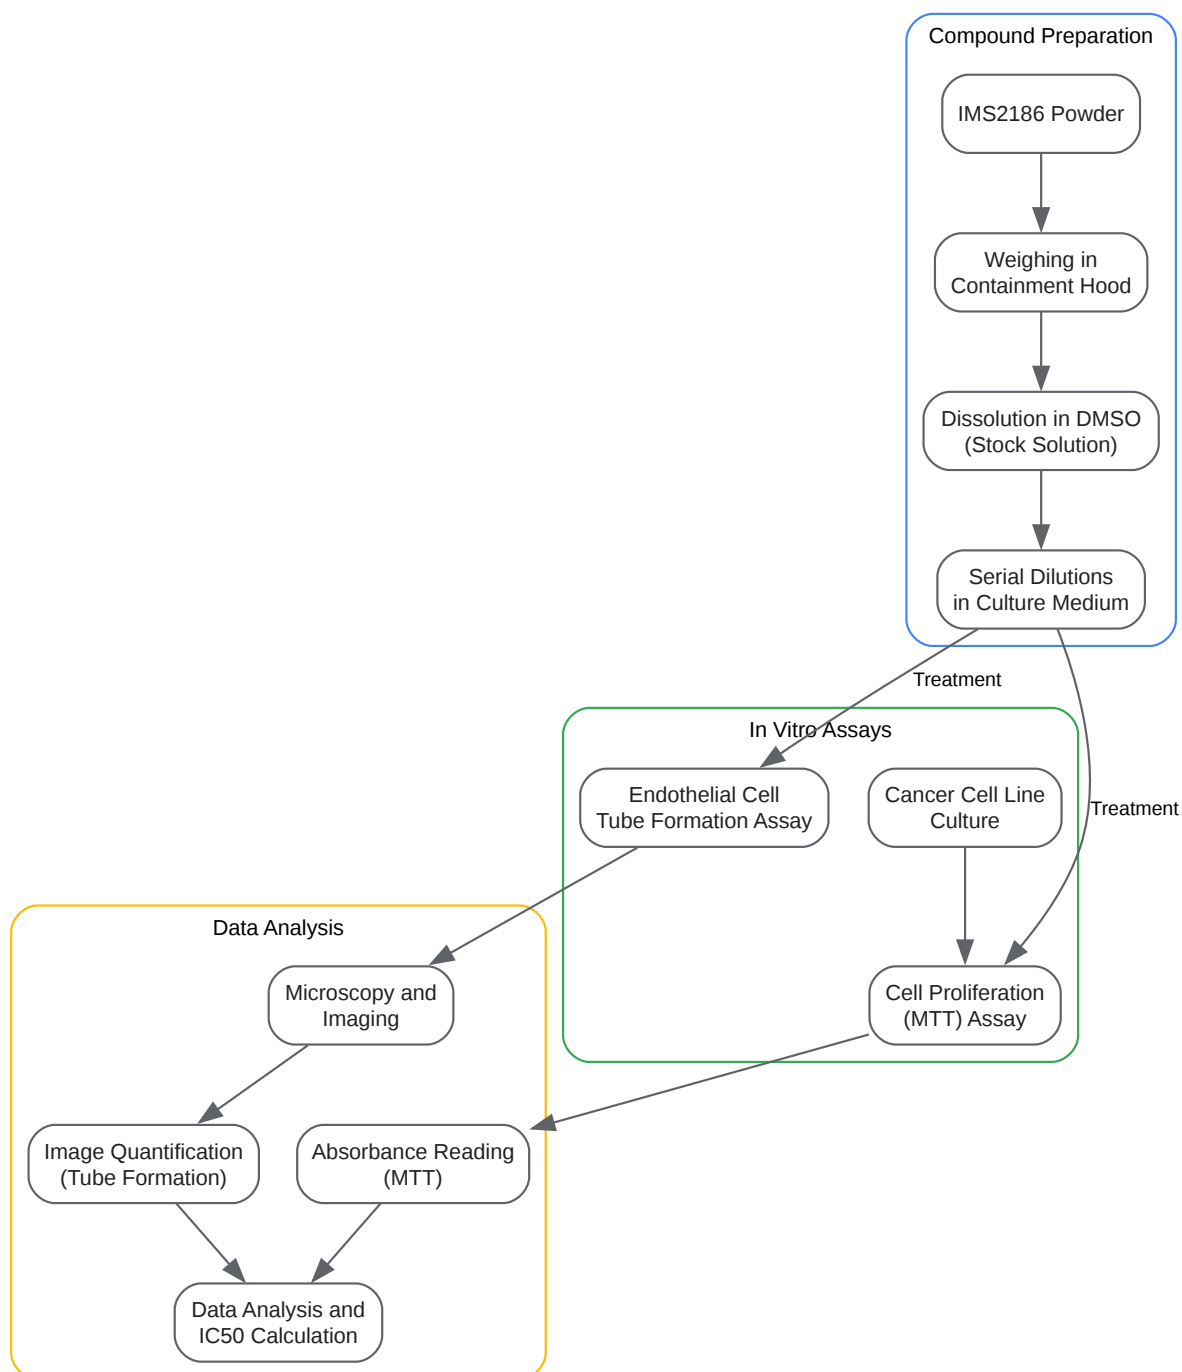 Compound Preparation
IMS2186 Powder
Weighing in
Containment Hood
Dissolution in DMSO
(Stock Solution)
Serial Dilutions
in Culture Medium
Treatment
Treatment
In Vitro Assays
Endothelial Cell
Tube Formation Assay
Cancer Cell Line
Culture
Cell Proliferation
(MTT) Assay
Data Analysis
Microscopy and
Imaging
Image Quantification
(Tube Formation)
Absorbance Reading
(MTT)
Data Analysis and
IC50 Calculation